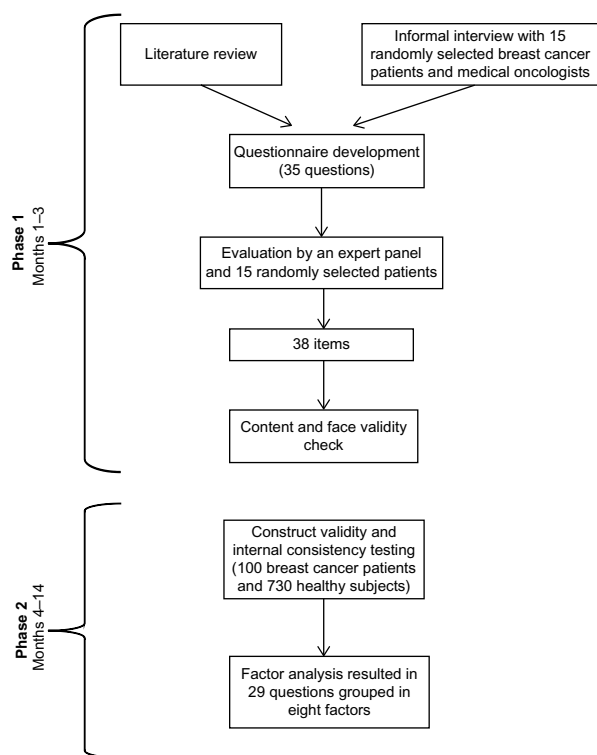 Literature review
Informal interview with 15
randomly selected breast cancer
patients and medical oncologists
Questionnaire development
(35 questions)
Evaluation by an expert panel
and 15 randomly selected patients
38 items
Content and face validity
check
Phase 1
Months 1–3
Construct validity and
internal consistency testing
(100 breast cancer patients
and 730 healthy subjects)
Factor analysis resulted in
29 questions grouped in
eight factors
Phase 2
Months 4–14